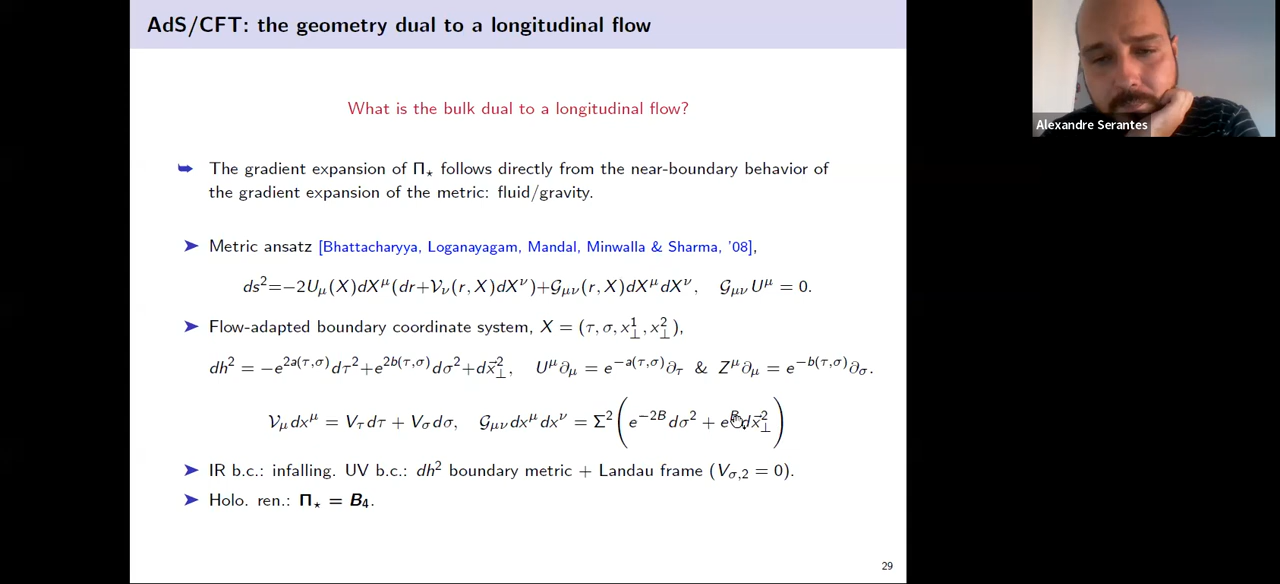 AdS/CFT: the geometry dual to a longitudinal flow
Alexandre Serantes
What is the bulk dual to a longitudinal flow?
➥ The gradient expansion of Π⋆ follows directly from the near-boundary behavior of
the gradient expansion of the metric: fluid/gravity.
➤ Metric ansatz [Bhattacharyya, Loganayagam, Mandal, Minwalla & Sharma, '08],
ds²=−2U_μ(X)dX^μ(dr+𝒱_ν(r, X)dX^ν)+𝒢_μν(r, X)dX^μdX^ν, 𝒢_μν U^μ = 0.
➤ Flow-adapted boundary coordinate system, X = (τ, σ, x¹_⊥, x²_⊥),
dh² = −e^{2a(τ,σ)}dτ²+e^{2b(τ,σ)}dσ²+dx⃗²_⊥, U^μ∂_μ = e^{−a(τ,σ)}∂_τ & Z^μ∂_μ = e^{−b(τ,σ)}∂_σ.
𝒱_μdx^μ = V_τdτ + V_σdσ, 𝒢_μνdx^μdx^ν = Σ²(e^{−2B}dσ² + e^B dx⃗²_⊥)
➤ IR b.c.: infalling. UV b.c.: dh² boundary metric + Landau frame (V_{σ,2} = 0).
➤ Holo. ren.: Π⋆ = B₄.
29